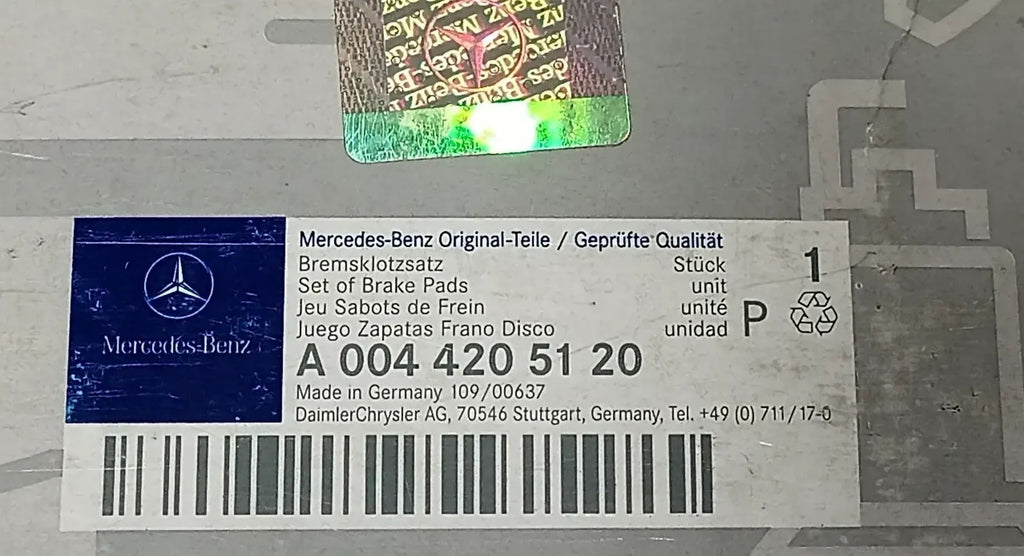 Mercedes-Benz Original-Teile / Geprüfte Qualität
Bremsklotzsatz Stück 1
Set of Brake Pads unit
Jeu Sabots de Frein unité P
Juego Zapatas Frano Disco unidad
Mercedes-Benz
A 004 420 51 20
Made in Germany 109/00637
DaimlerChrysler AG, 70546 Stuttgart, Germany, Tel. +49 (0) 711/17-0